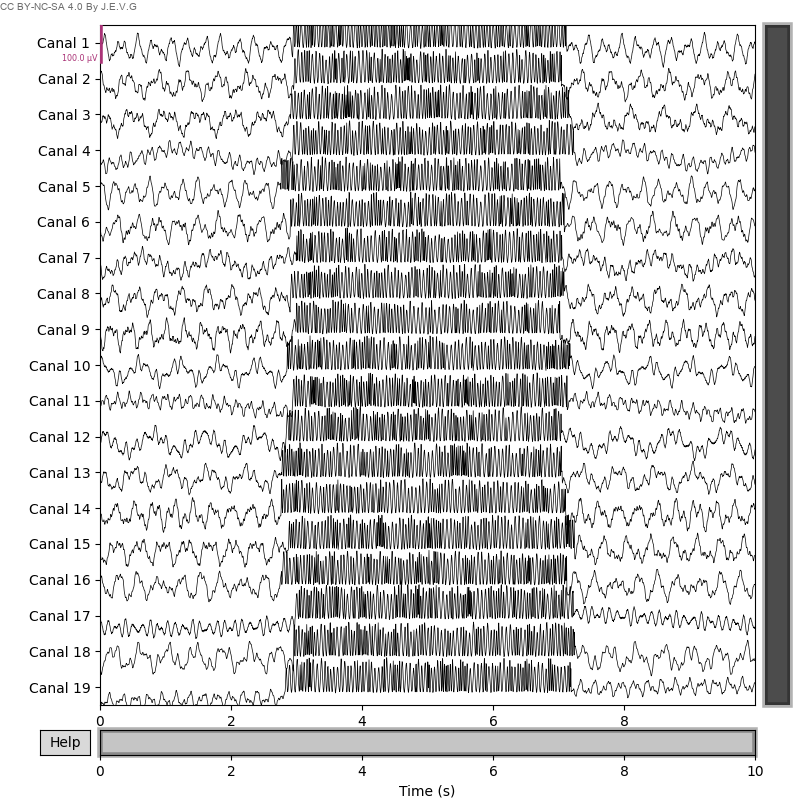 CC BY-NC-SA 4.0 By J.E.V.G
Canal 1
100.0 µV
Canal 2
Canal 3
Canal 4
Canal 5
Canal 6
Canal 7
Canal 8
Canal 9
Canal 10
Canal 11
Canal 12
Canal 13
Canal 14
Canal 15
Canal 16
Canal 17
Canal 18
Canal 19
0 2 4 6 8
Help
0 2 4 6 8 10
Time (s)